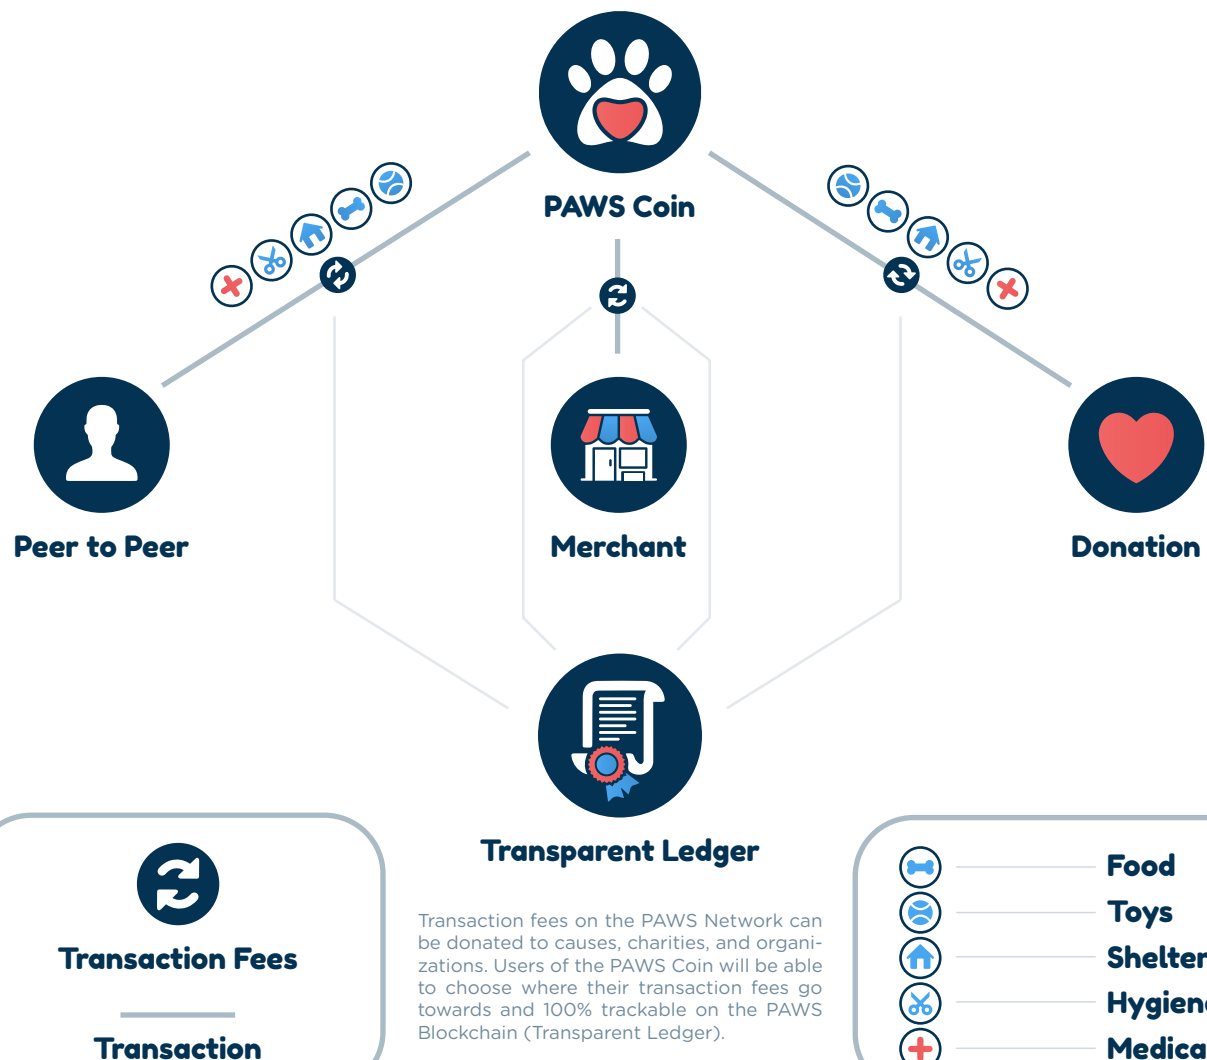 PAWS Coin
Peer to Peer
Merchant
Donation
Transparent Ledger
Transaction Fees
Transaction
Transaction fees on the PAWS Network can
be donated to causes, charities, and organi-
zations. Users of the PAWS Coin will be able
to choose where their transaction fees go
towards and 100% trackable on the PAWS
Blockchain (Transparent Ledger).
Food
Toys
Shelter
Hygien
Medica